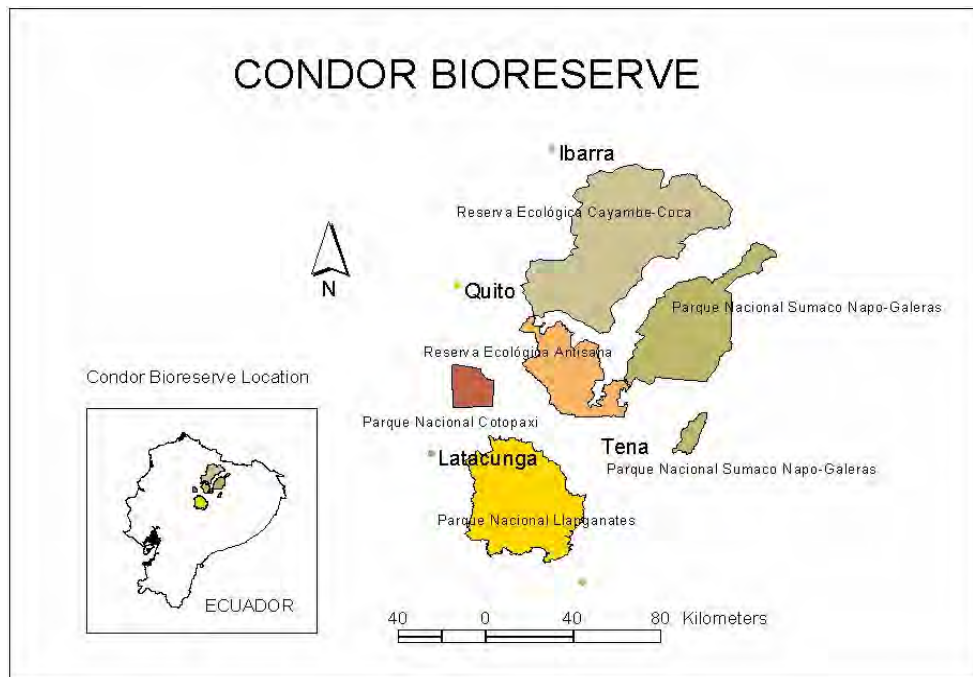 CONDOR BIORESERVE
Ibarra
Reserva Ecológica Cayambe-Coca
N
Quito
Parque Nacional Sumaco Napo-Galeras
Reserva Ecológica Antisana
Condor Bioreserve Location
Parque Nacional Cotopaxi
Tena
Latacunga
Parque Nacional Sumaco Napo-Galeras
Parque Nacional Llanganates
ECUADOR
40 0 40 80 Kilometers